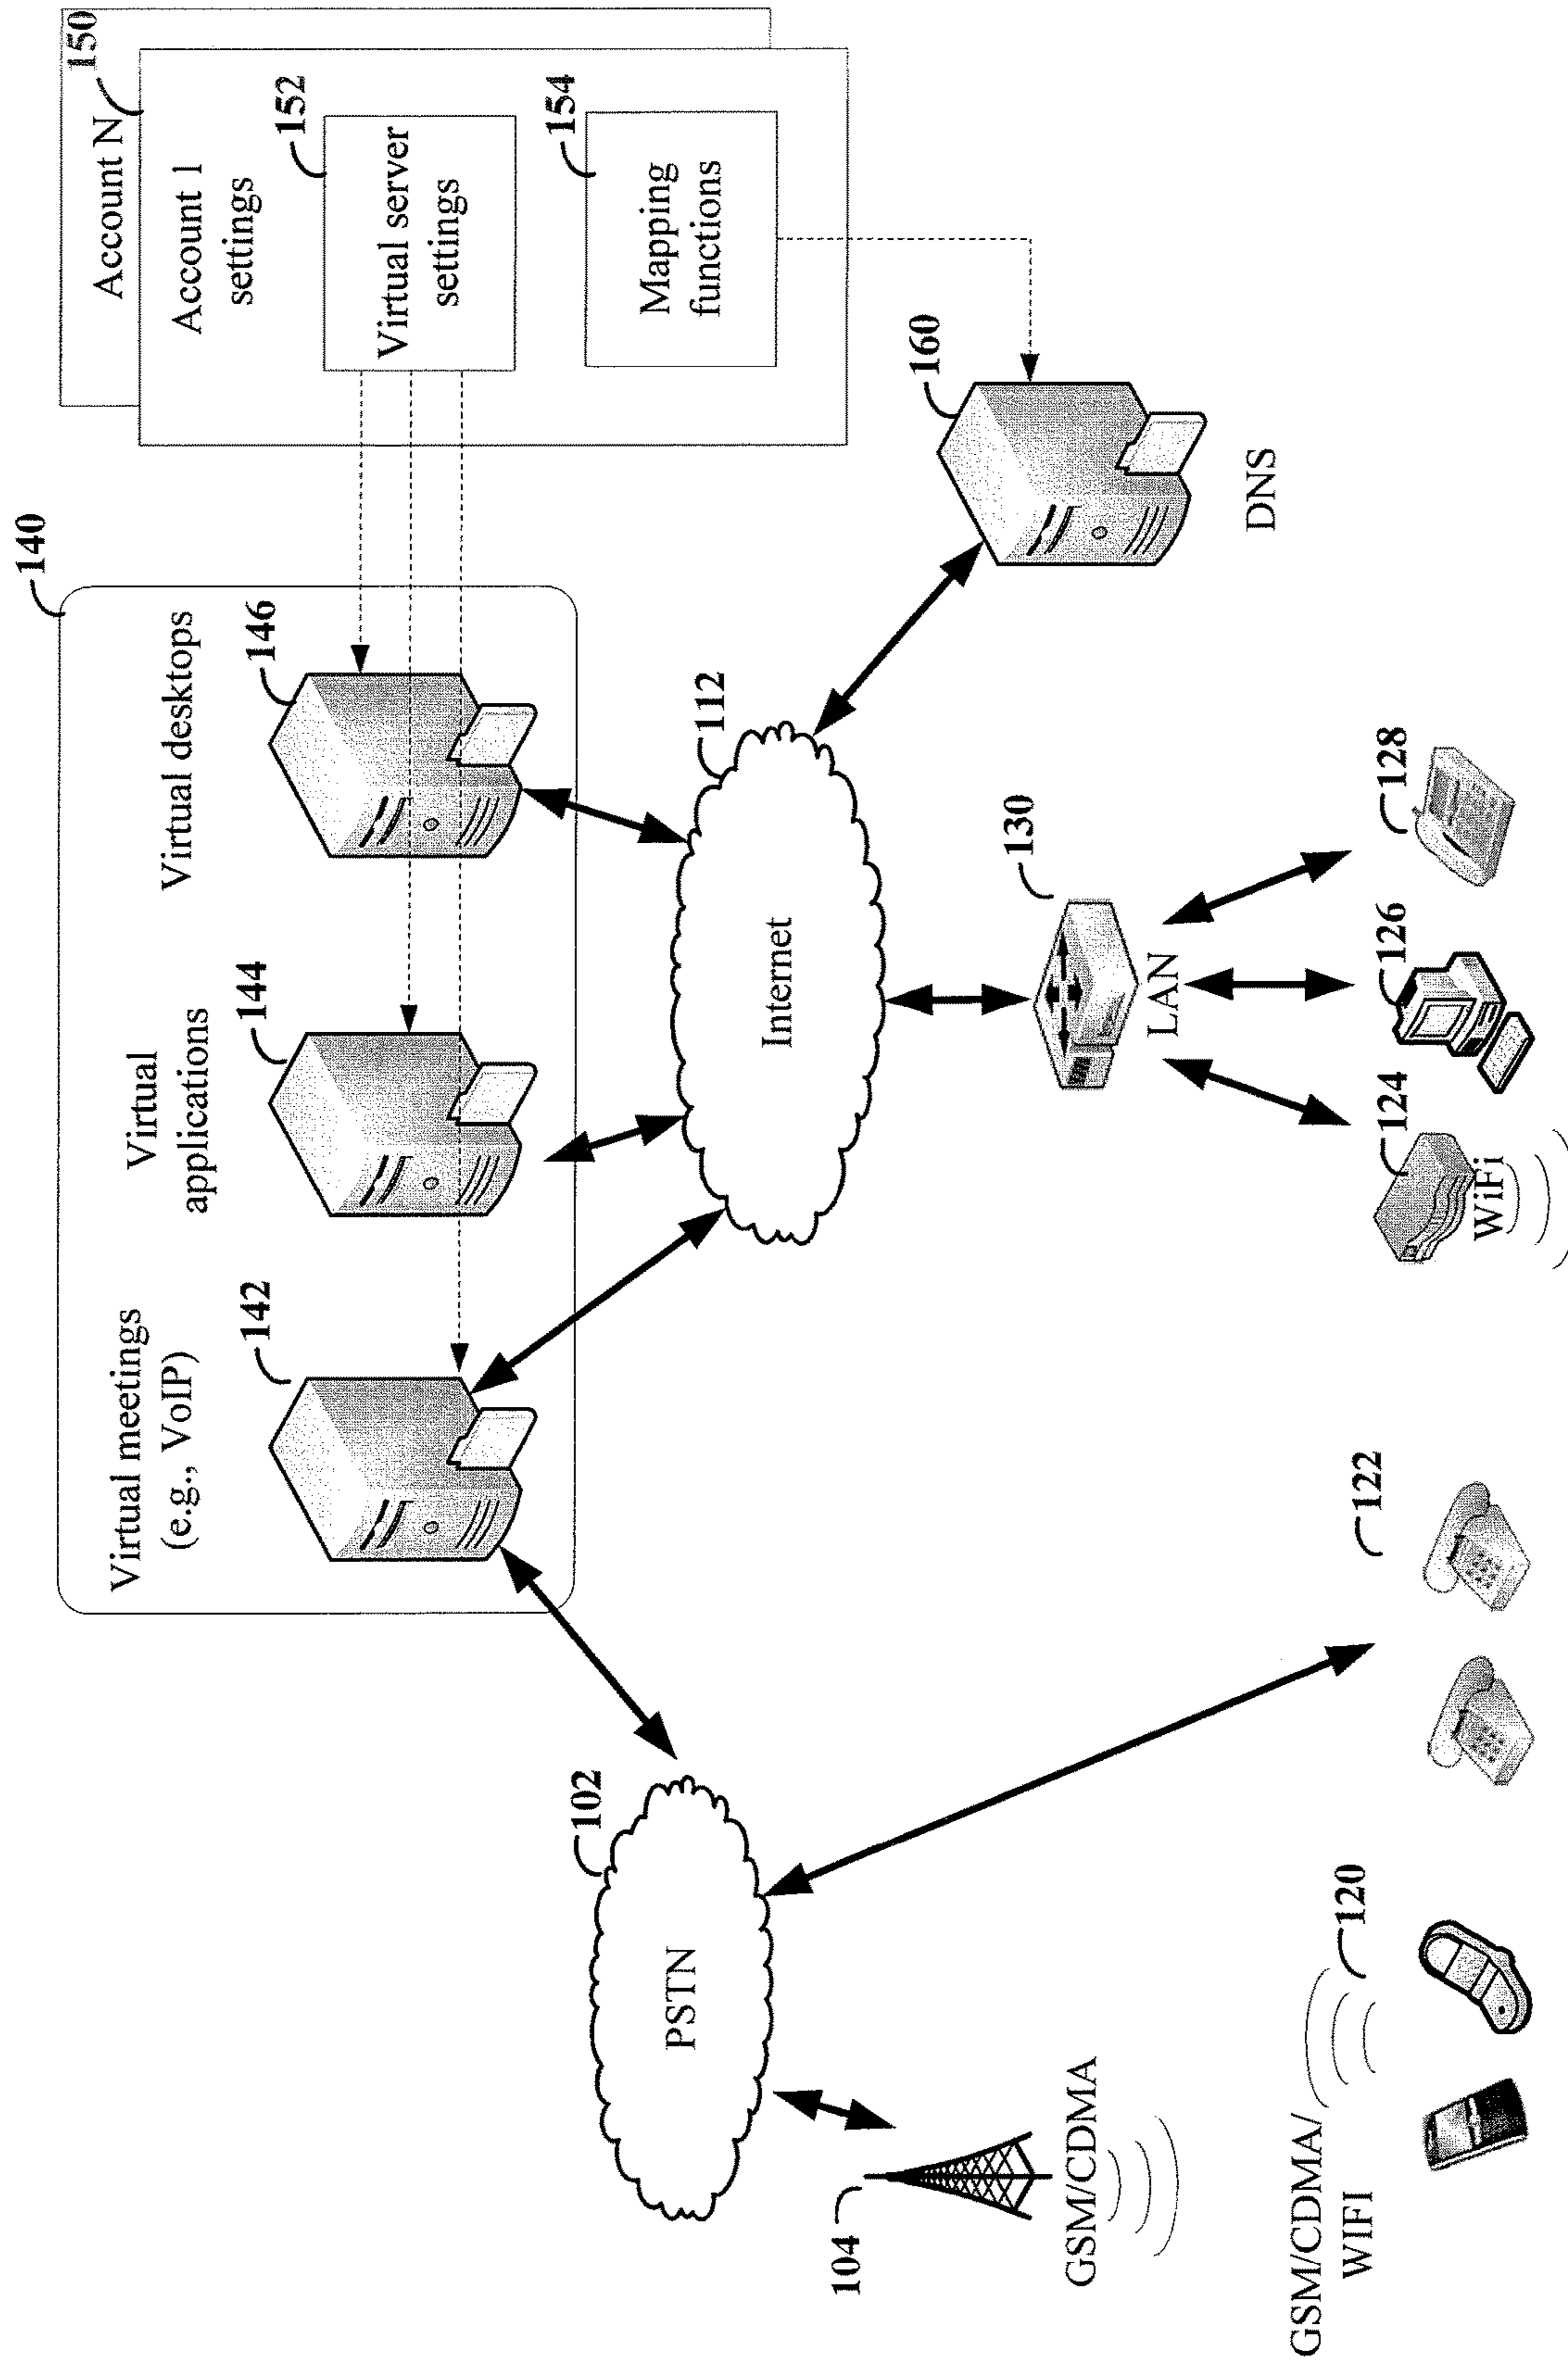 140
Virtual meetings
(e.g., VoIP)
142
Virtual
applications
144
Virtual desktops
146
Account N
150
Account 1
settings
152
Virtual server
settings
154
Mapping
functions
102
PSTN
112
Internet
160
DNS
104
GSM/CDMA
130
LAN
GSM/CDMA/
WIFI
120
122
124
WiFi
126
128